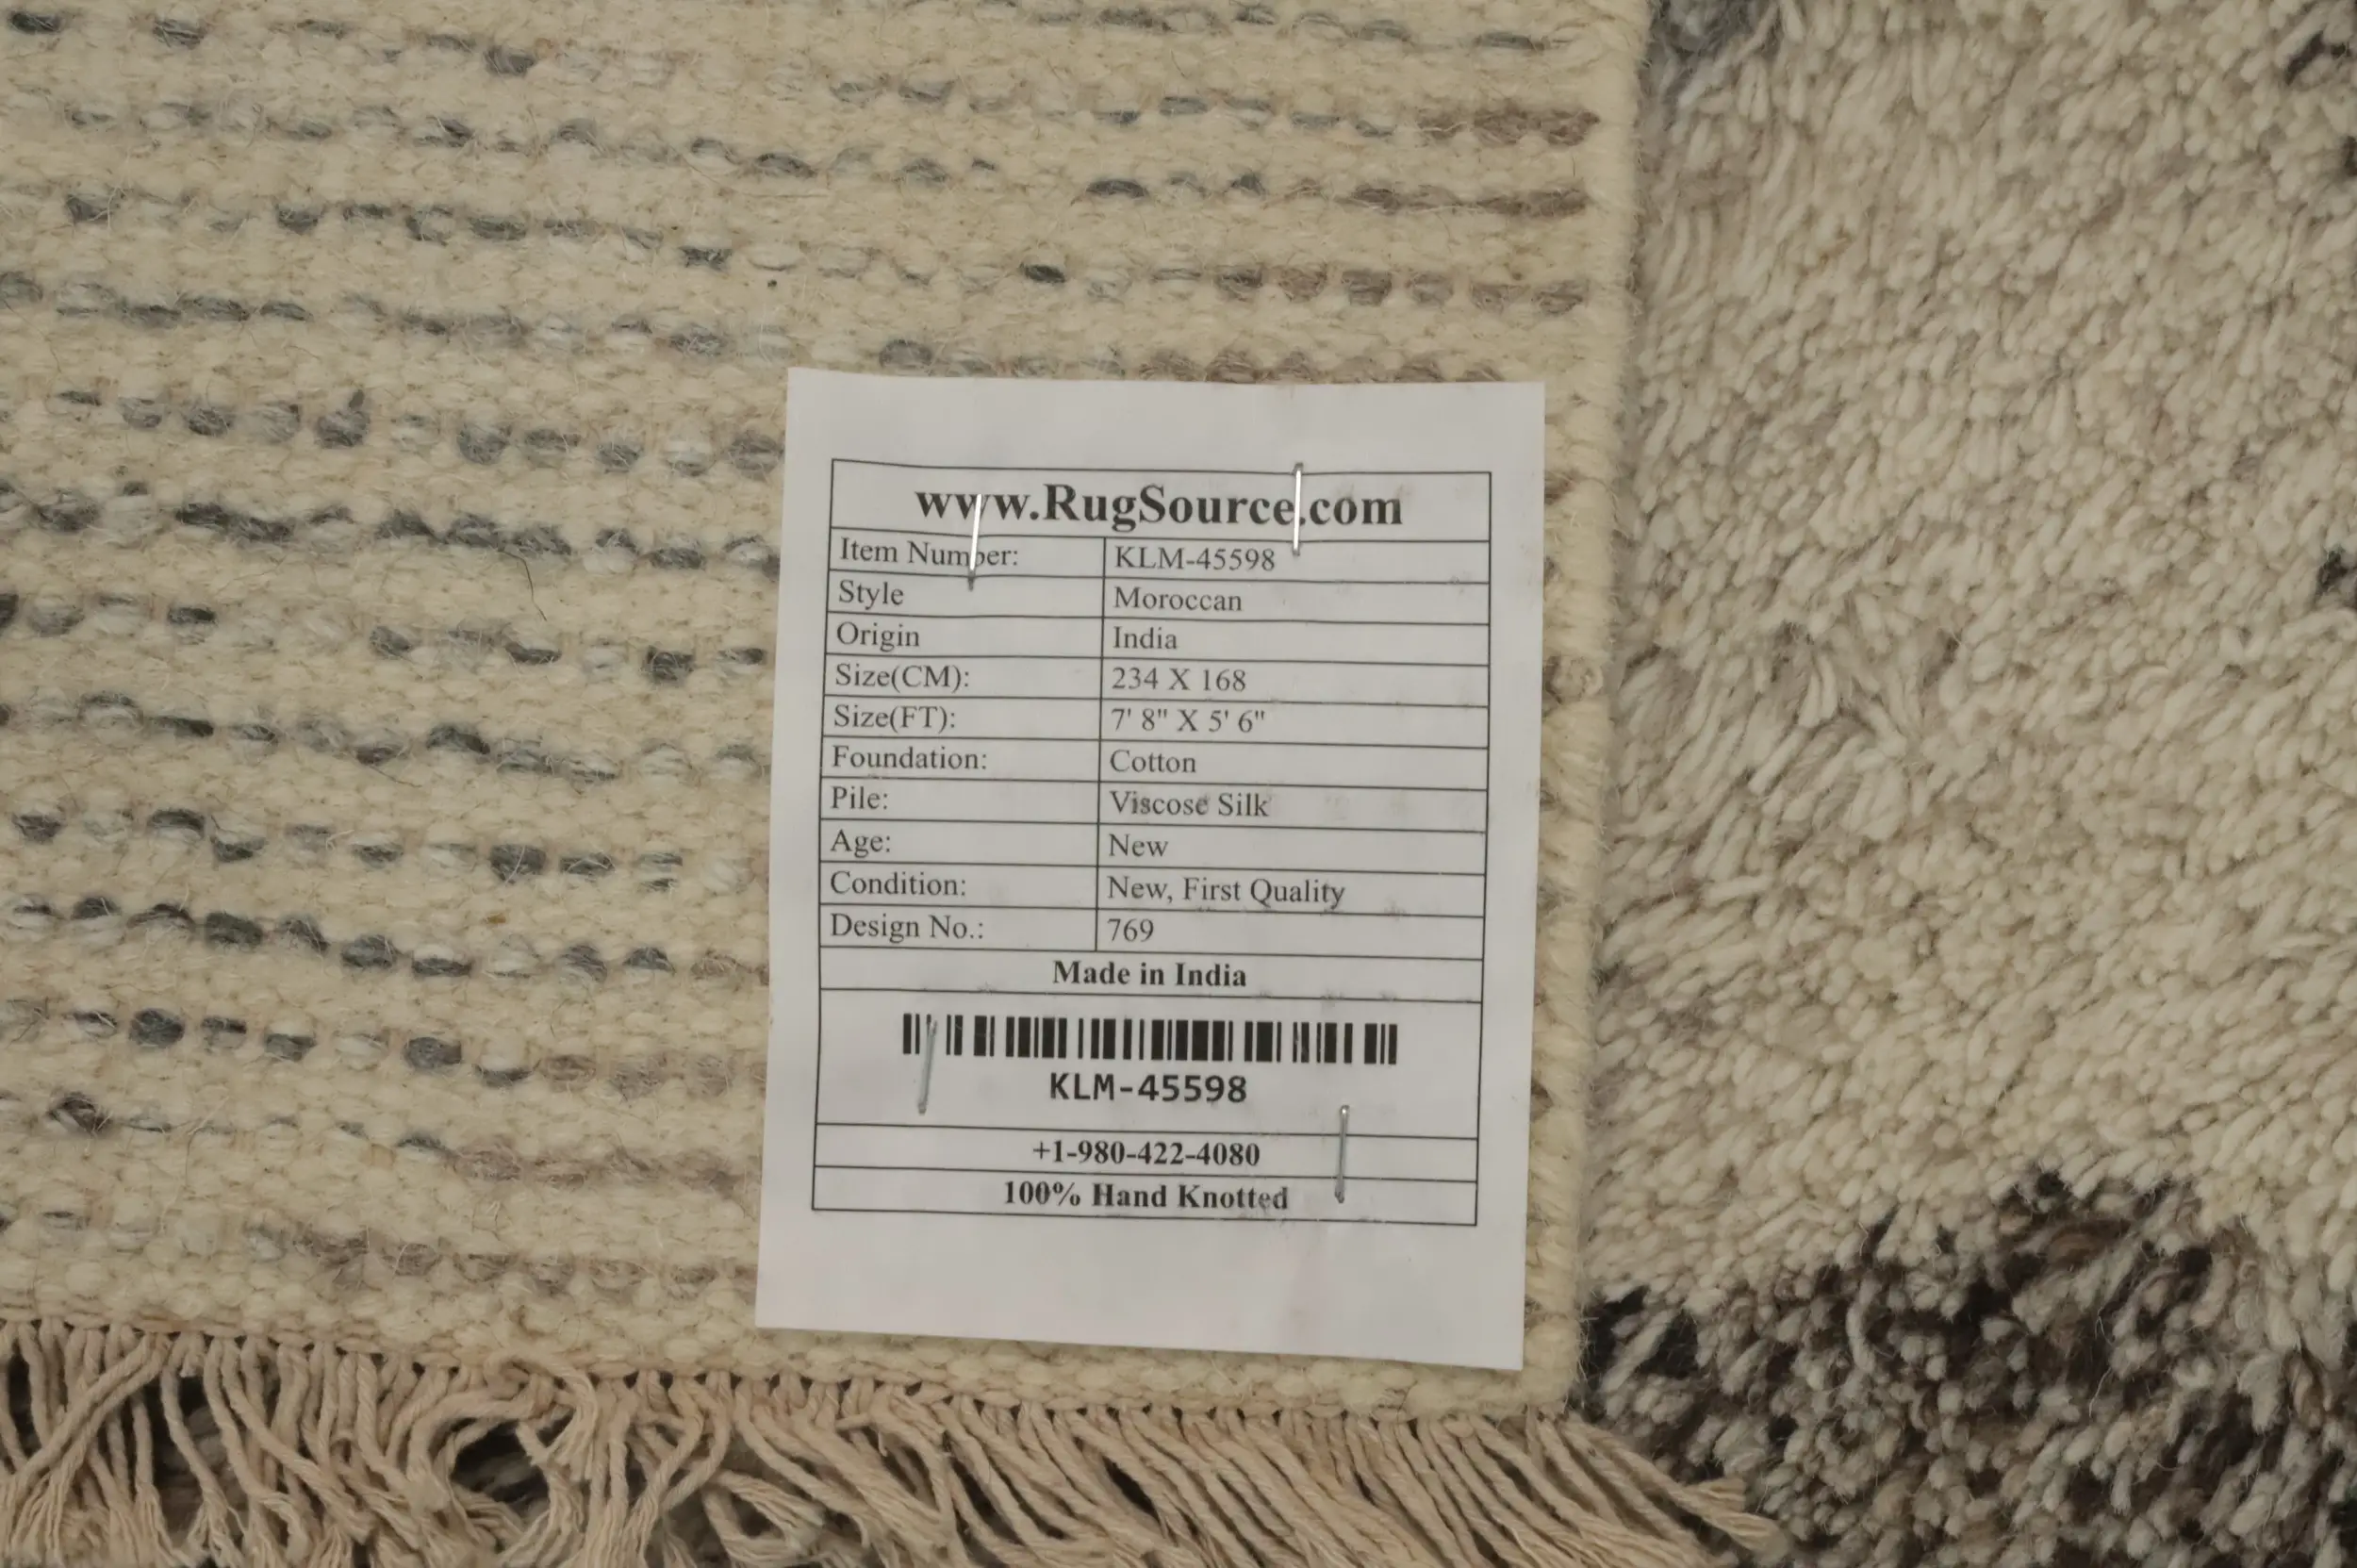 www.RugSource.com
Item Number: KLM-45598
Style Moroccan
Origin India
Size(CM): 234 X 168
Size(FT): 7' 8" X 5' 6"
Foundation: Cotton
Pile: Viscose Silk
Age: New
Condition: New, First Quality
Design No.: 769
Made in India
KLM-45598
+1-980-422-4080
100% Hand Knotted